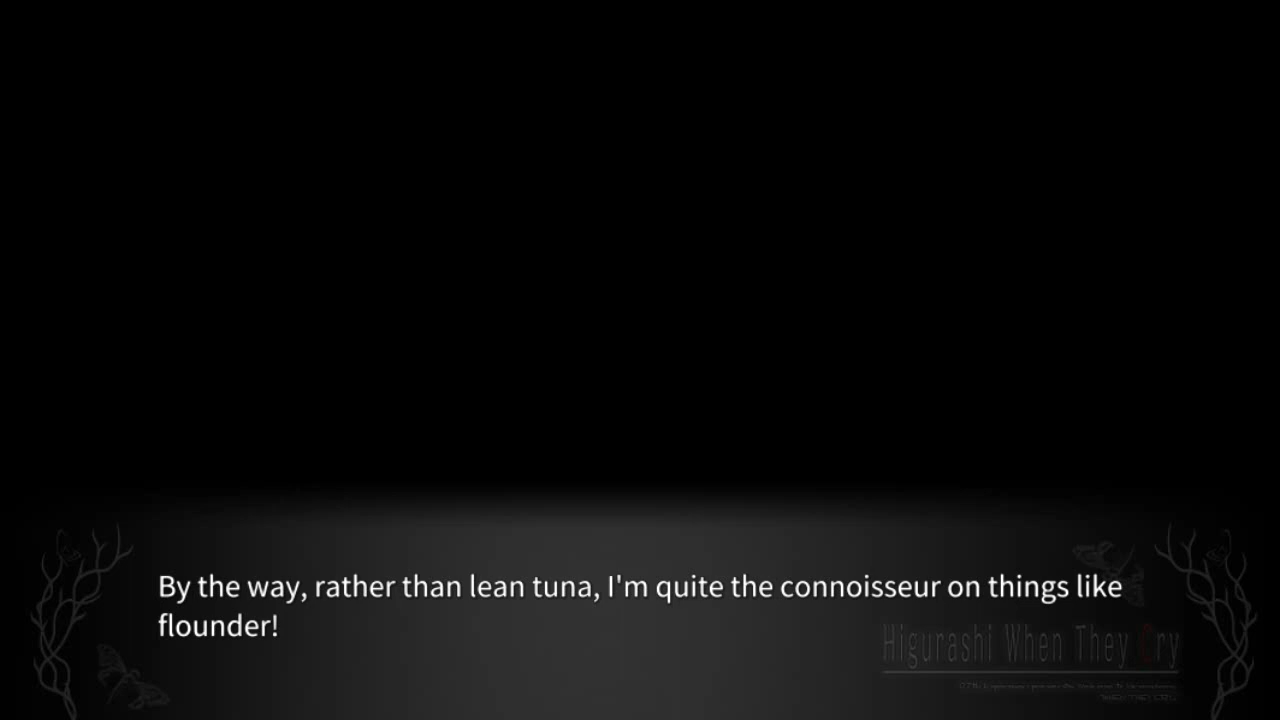 By the way, rather than lean tuna, I'm quite the connoisseur on things like
flounder!
Higurashi When They Cry